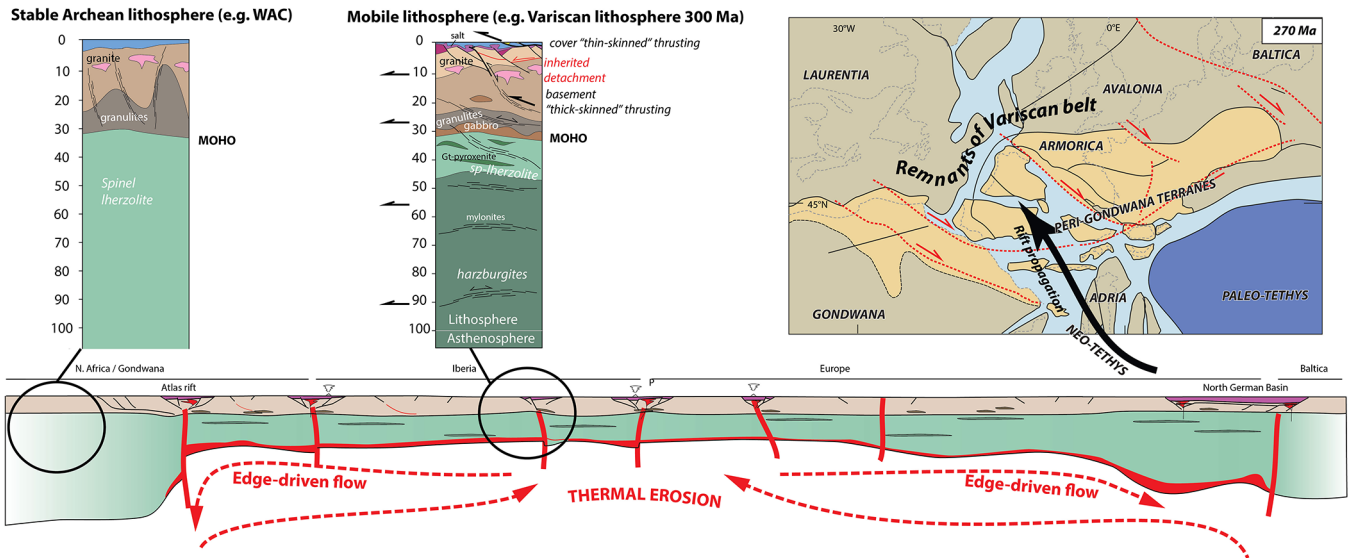 Stable Archean lithosphere (e.g. WAC)
0
10
20
30
40
50
60
70
80
90
100
granite
granulites
MOHO
Spinel
lherzolite
Mobile lithosphere (e.g. Variscan lithosphere 300 Ma)
0
10
20
30
40
50
60
70
80
90
100
salt
granite
granulites
gabbro
Gt-pyroxenite
sp-lherzolite
mylonites
harzburgites
Lithosphere
Asthenosphere
cover “thin-skinned” thrusting
inherited
detachment
basement
“thick-skinned” thrusting
MOHO
30°W
0°E
270 Ma
LAURENTIA
BALTICA
AVALONIA
Remnants of Variscan belt
ARMORICA
45°N
PERI-GONDWANA TERRANES
Rift propagation
GONDWANA
ADRIA
PALEO-TETHYS
NEO-TETHYS
N. Africa / Gondwana
Iberia
P
Europe
Baltica
Atlas rift
North German Basin
Edge-driven flow
THERMAL EROSION
Edge-driven flow